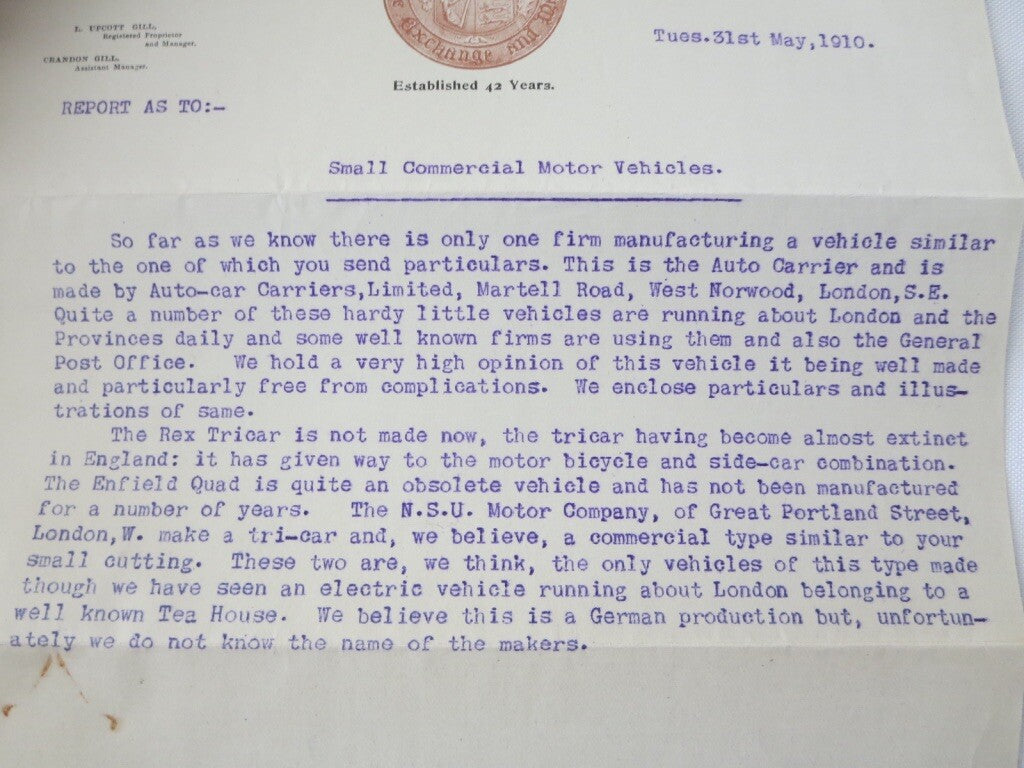 L. UPCOTT GILL,
Registered Proprietor
and Manager.
CRANDON GILL,
Assistant Manager.
Exchange and
Established 42 Years.
Tues.31st May,1910.
REPORT AS TO:-
Small Commercial Motor Vehicles.
So far as we know there is only one firm manufacturing a vehicle similar
to the one of which you send particulars. This is the Auto Carrier and is
made by Auto-car Carriers,Limited, Martell Road, West Norwood, London,S.E.
Quite a number of these hardy little vehicles are running about London and the
Provinces daily and some well known firms are using them and also the General
Post Office. We hold a very high opinion of this vehicle it being well made
and particularly free from complications. We enclose particulars and illus-
trations of same.
The Rex Tricar is not made now, the tricar having become almost extinct
in England: it has given way to the motor bicycle and side-car combination.
The Enfield Quad is quite an obsolete vehicle and has not been manufactured
for a number of years. The N.S.U. Motor Company, of Great Portland Street,
London,W. make a tri-car and, we believe, a commercial type similar to your
small cutting. These two are, we think, the only vehicles of this type made
though we have seen an electric vehicle running about London belonging to a
well known Tea House. We believe this is a German production but, unfortun-
ately we do not know the name of the makers.